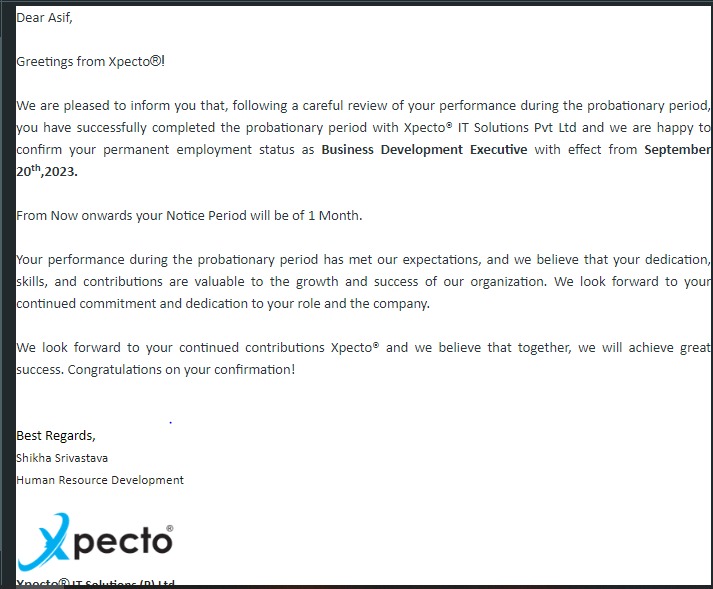 Dear Asif,
Greetings from Xpecto®!
We are pleased to inform you that, following a careful review of your performance during the probationary period,
you have successfully completed the probationary period with Xpecto® IT Solutions Pvt Ltd and we are happy to
confirm your permanent employment status as Business Development Executive with effect from September
20th,2023.
From Now onwards your Notice Period will be of 1 Month.
Your performance during the probationary period has met our expectations, and we believe that your dedication,
skills, and contributions are valuable to the growth and success of our organization. We look forward to your
continued commitment and dedication to your role and the company.
We look forward to your continued contributions Xpecto® and we believe that together, we will achieve great
success. Congratulations on your confirmation!
Best Regards,
Shikha Srivastava
Human Resource Development
Xpecto®
Xpecto® IT Solutions (P) Ltd